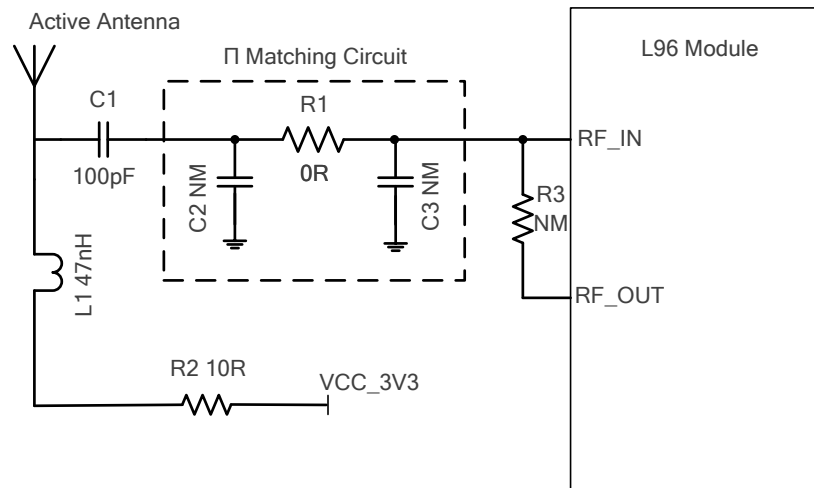 Active Antenna
Π Matching Circuit
L96 Module
C1
R1
100pF
0R
RF_IN
C2 NM
C3 NM
R3
NM
L1 47nH
RF_OUT
R2 10R
VCC_3V3